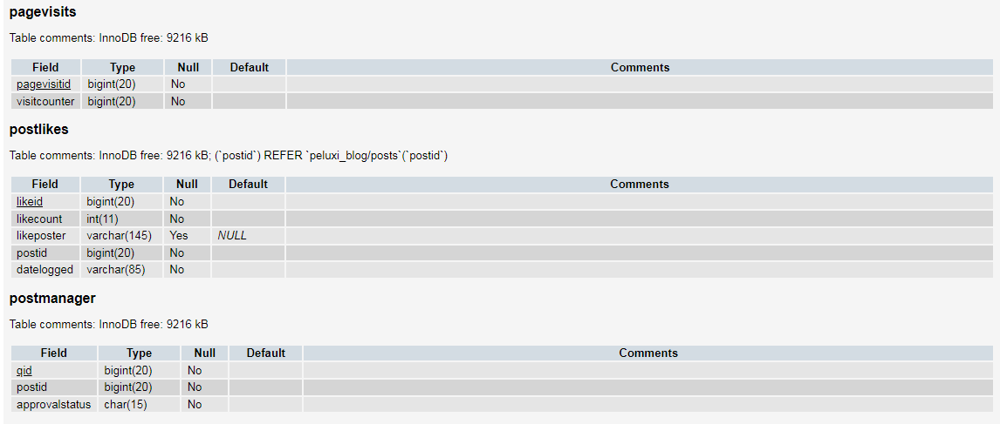 pagevisits
Table comments: InnoDB free: 9216 kB
Field Type Null Default Comments
pagevisitid bigint(20) No
visitcounter bigint(20) No
postlikes
Table comments: InnoDB free: 9216 kB; (`postid`) REFER `peluxi_blog/posts`(`postid`)
Field Type Null Default Comments
likeid bigint(20) No
likecount int(11) No
likeposter varchar(145) Yes NULL
postid bigint(20) No
datelogged varchar(85) No
postmanager
Table comments: InnoDB free: 9216 kB
Field Type Null Default Comments
qid bigint(20) No
postid bigint(20) No
approvalstatus char(15) No